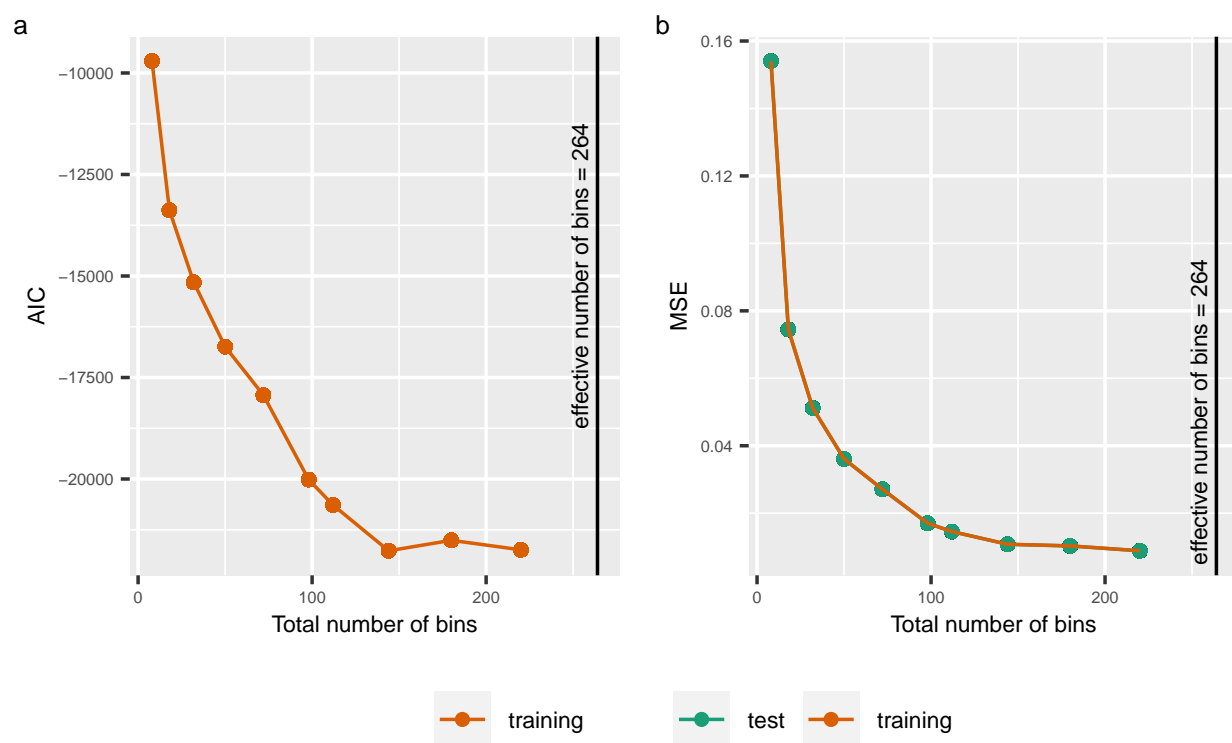 a
−10000
−12500
−15000
−17500
−20000
AIC
0
100
200
Total number of bins
effective number of bins = 264
b
0.16
0.12
0.08
0.04
MSE
0
100
200
Total number of bins
effective number of bins = 264
training
test
training